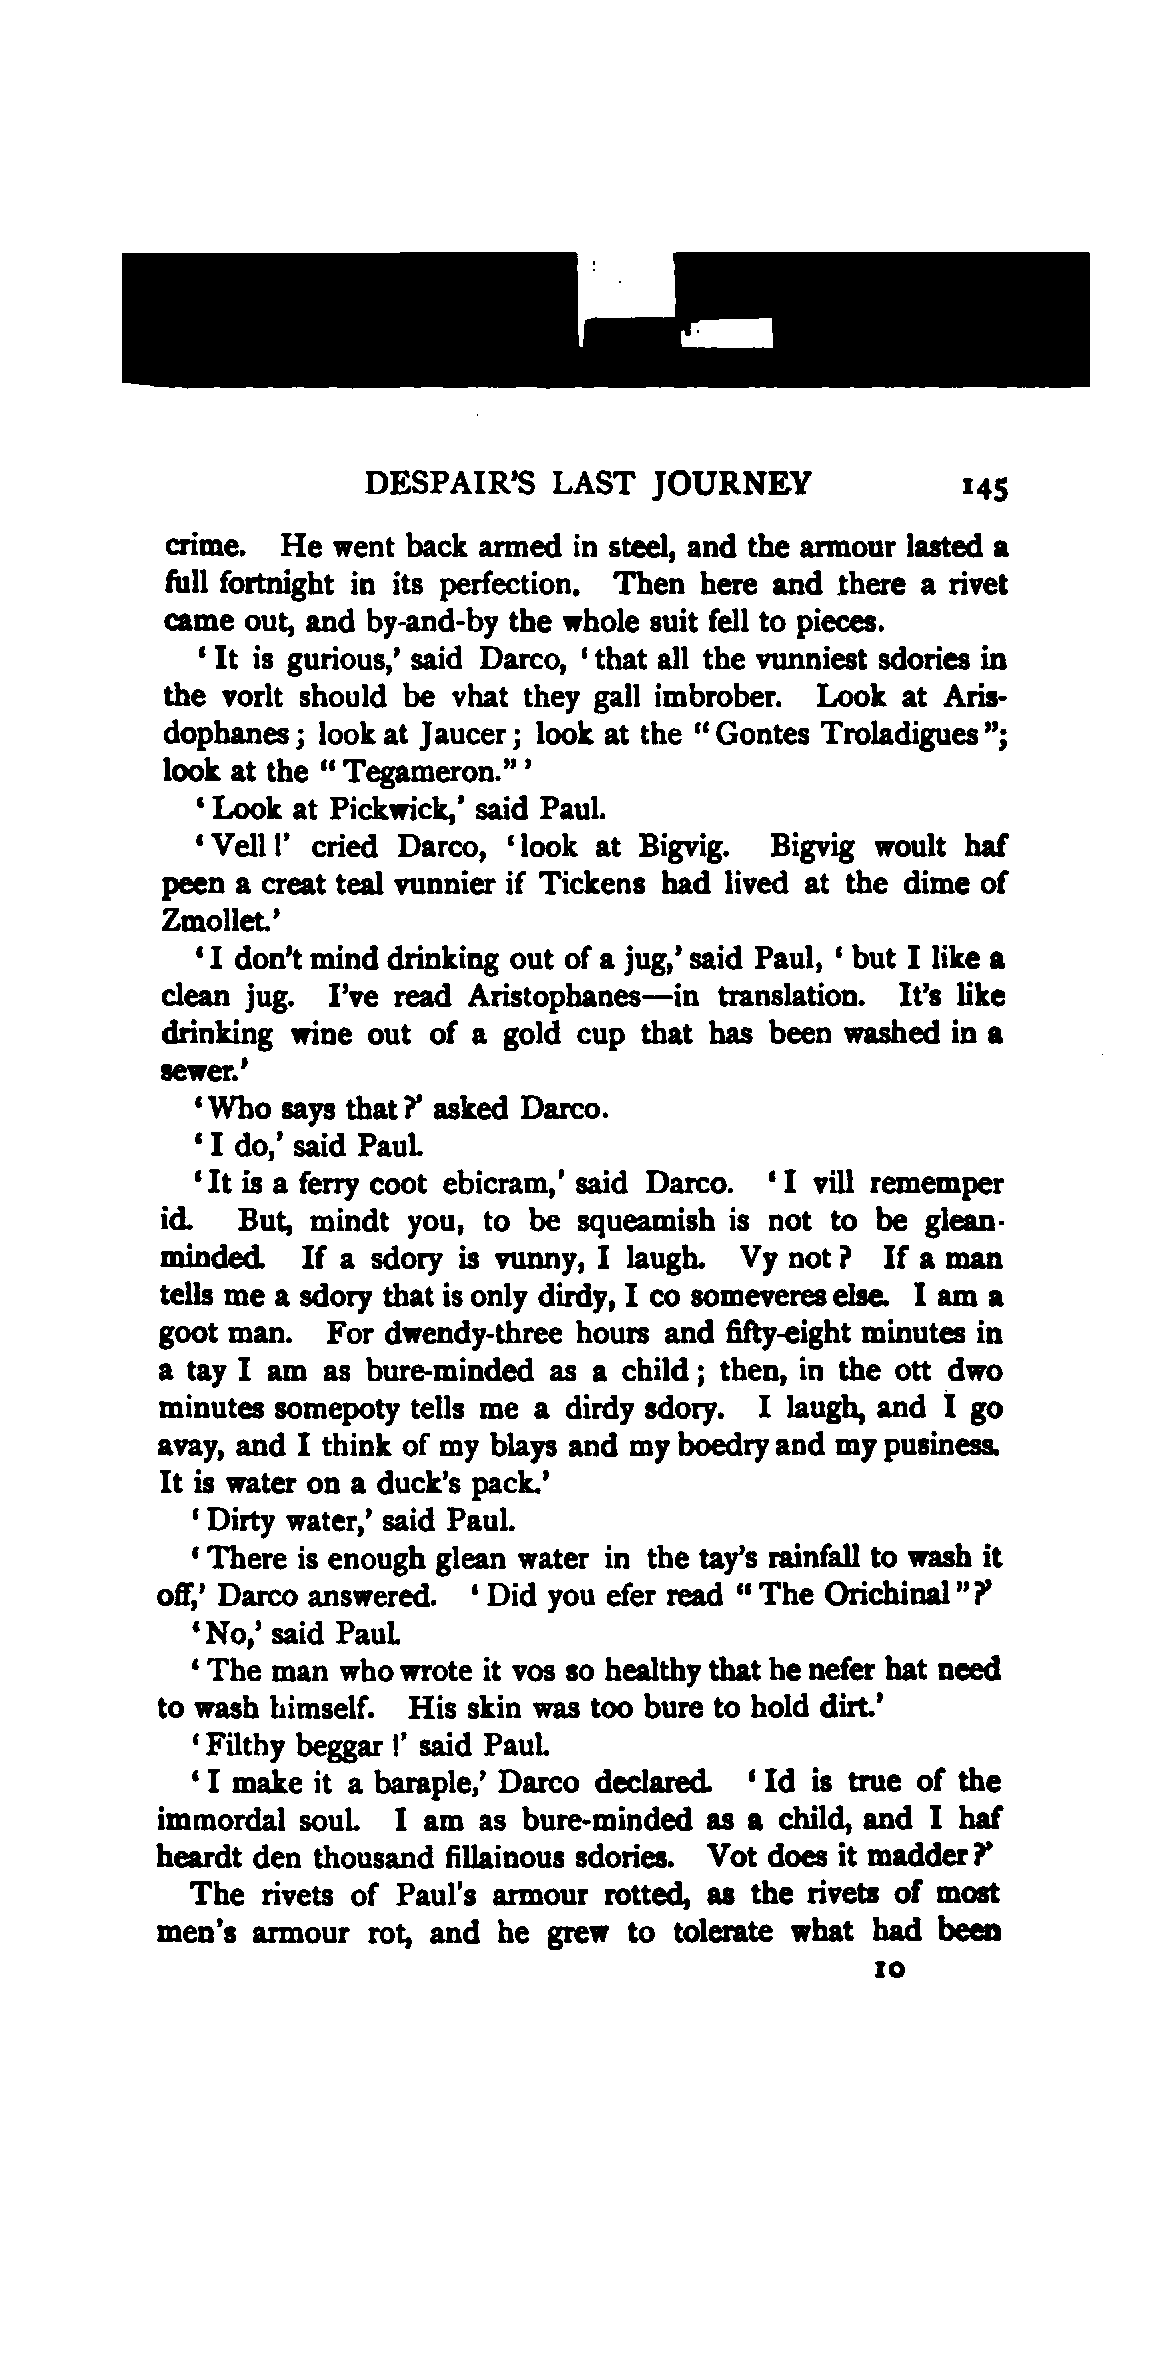 DESPAIR'S LAST JOURNEY 145
crime. He went back armed in steel, and the armour lasted a
full fortnight in its perfection. Then here and there a rivet
came out, and by-and-by the whole suit fell to pieces.
‘It is gurious,’ said Darco, ‘that all the vunniest sdories in
the vorlt should be vhat they gall imbrober. Look at Aris-
dophanes; look at Jaucer; look at the “Gontes Troladigues”;
look at the “Tegameron.”’
‘Look at Pickwick,’ said Paul.
‘Vell!’ cried Darco, ‘look at Bigvig. Bigvig woult haf
peen a creat teal vunnier if Tickens had lived at the dime of
Zmollet.’
‘I don't mind drinking out of a jug,’ said Paul, ‘but I like a
clean jug. I've read Aristophanes—in translation. It's like
drinking wine out of a gold cup that has been washed in a
sewer.’
‘Who says that?’ asked Darco.
‘I do,’ said Paul.
‘It is a ferry coot ebicram,’ said Darco. ‘I vill rememper
id. But, mindt you, to be squeamish is not to be glean-
minded. If a sdory is vunny, I laugh. Vy not? If a man
tells me a sdory that is only dirdy, I co someveres else. I am a
goot man. For dwendy-three hours and fifty-eight minutes in
a tay I am as bure-minded as a child; then, in the ott dwo
minutes somepoty tells me a dirdy sdory. I laugh, and I go
avay, and I think of my blays and my boedry and my pusiness.
It is water on a duck's pack.’
‘Dirty water,’ said Paul.
‘There is enough glean water in the tay's rainfall to wash it
off,’ Darco answered. ‘Did you efer read “The Orichinal”?’
‘No,’ said Paul.
‘The man who wrote it vos so healthy that he nefer hat need
to wash himself. His skin was too bure to hold dirt.’
‘Filthy beggar!’ said Paul.
‘I make it a baraple,’ Darco declared. ‘Id is true of the
immordal soul. I am as bure-minded as a child, and I haf
heardt den thousand fillainous sdories. Vot does it madder?’
The rivets of Paul's armour rotted, as the rivets of most
men's armour rot, and he grew to tolerate what had been
10